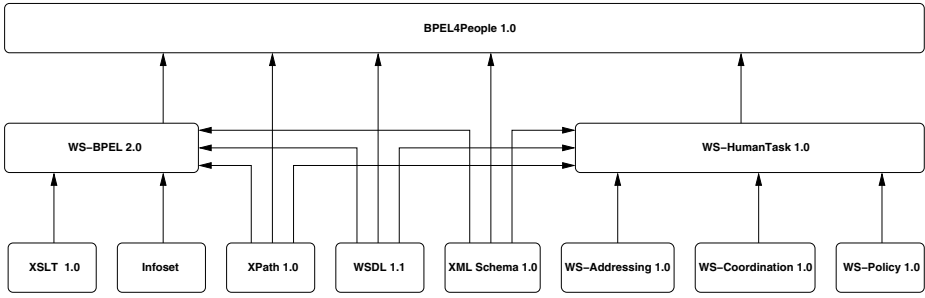 BPEL4People 1.0
WS−BPEL 2.0
WS−HumanTask 1.0
XSLT 1.0
Infoset
XPath 1.0
WSDL 1.1
XML Schema 1.0
WS−Addressing 1.0
WS−Coordination 1.0
WS−Policy 1.0